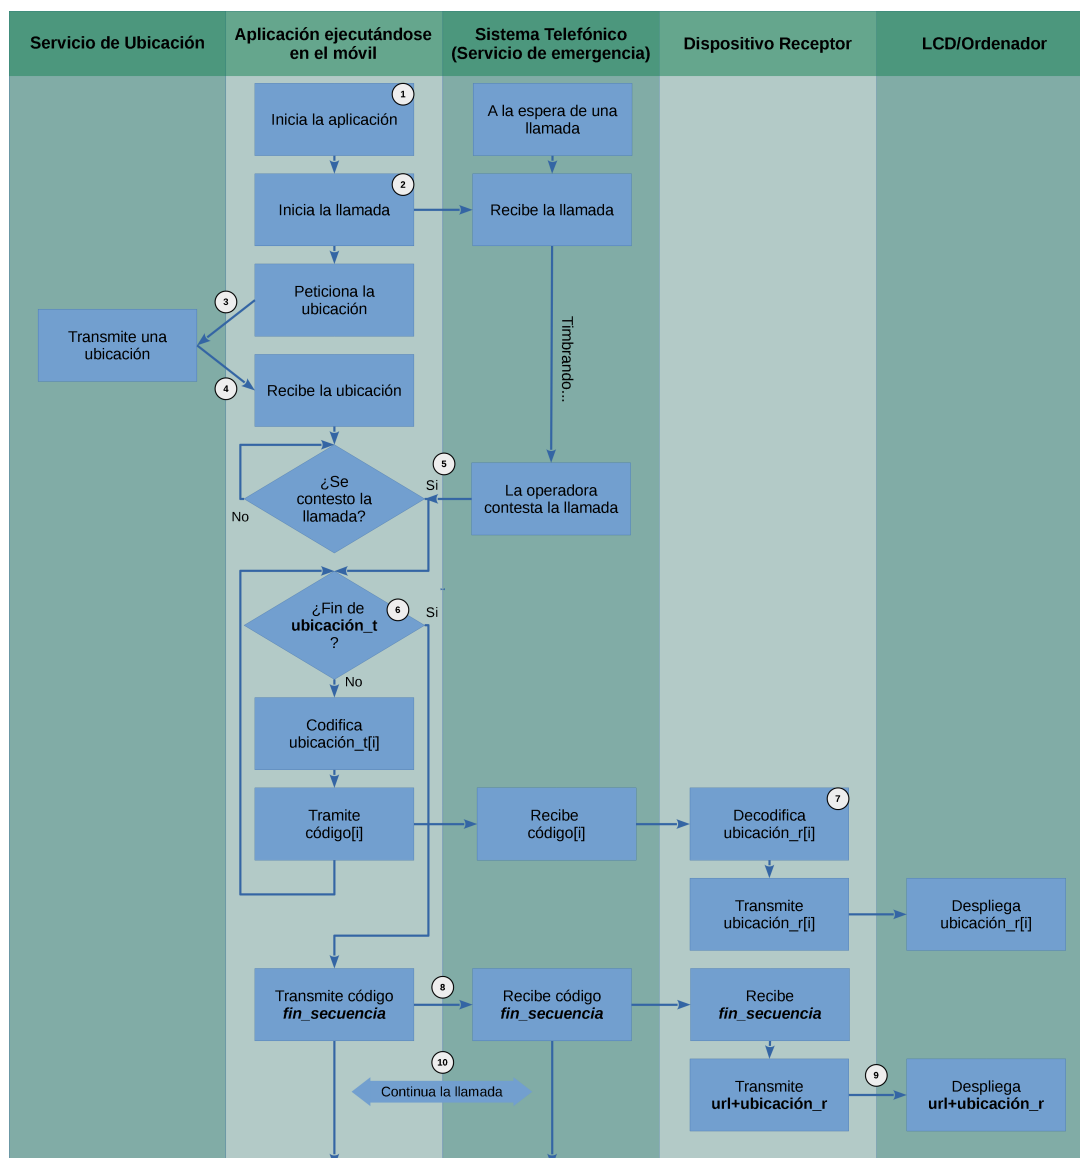 Servicio de Ubicación
Aplicación ejecutándose
en el móvil
Sistema Telefónico
(Servicio de emergencia)
Dispositivo Receptor
LCD/Ordenador
1
Inicia la aplicación
A la espera de una
llamada
2
Inicia la llamada
Recibe la llamada
Peticiona la
ubicación
3
Transmite una
ubicación
Timbrando...
4
Recibe la ubicación
¿Se
contesto la
llamada?
No
Si
5
La operadora
contesta la llamada
¿Fin de
ubicación_t
?
6
Si
No
Codifica
ubicación_t[i]
Tramite
código[i]
Recibe
código[i]
7
Decodifica
ubicación_r[i]
Transmite
ubicación_r[i]
Despliega
ubicación_r[i]
Transmite código
fin_secuencia
8
Recibe código
fin_secuencia
Recibe
fin_secuencia
10
Continua la llamada
Transmite
url+ubicación_r
9
Despliega
url+ubicación_r